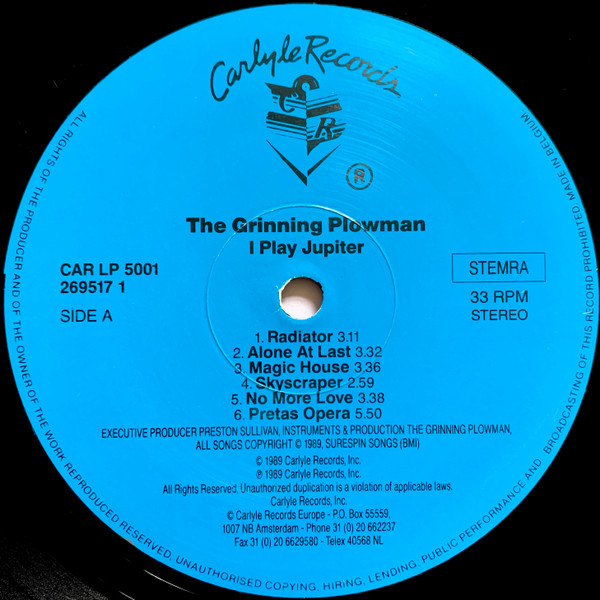 Carlyle Records
CR
®
The Grinning Plowman
I Play Jupiter
CAR LP 5001
269517 1
SIDE A
STEMRA
33 RPM
STEREO
1. Radiator 3.11
2. Alone At Last 3.32
3. Magic House 3.36
4. Skyscraper 2.59
5. No More Love 3.38
6. Pretas Opera 5.50
EXECUTIVE PRODUCER PRESTON SULLIVAN, INSTRUMENTS & PRODUCTION THE GRINNING PLOWMAN,
ALL SONGS COPYRIGHT © 1989, SURESPIN SONGS (BMI)
© 1989 Carlyle Records, Inc.
℗ 1989 Carlyle Records, Inc.
All Rights Reserved. Unauthorized duplication is a violation of applicable laws.
Carlyle Records, Inc.
© Carlyle Records Europe - P.O. Box 55559,
1007 NB Amsterdam - Phone 31 (0) 20 662237
Fax 31 (0) 20 6629580 - Telex 40568 NL
ALL RIGHTS OF THE PRODUCER AND OF THE OWNER OF THE WORK REPRODUCED RESERVED, UNAUTHORISED COPYING, HIRING, LENDING, PUBLIC PERFORMANCE AND BROADCASTING OF THIS RECORD PROHIBITED MADE IN BELGIUM